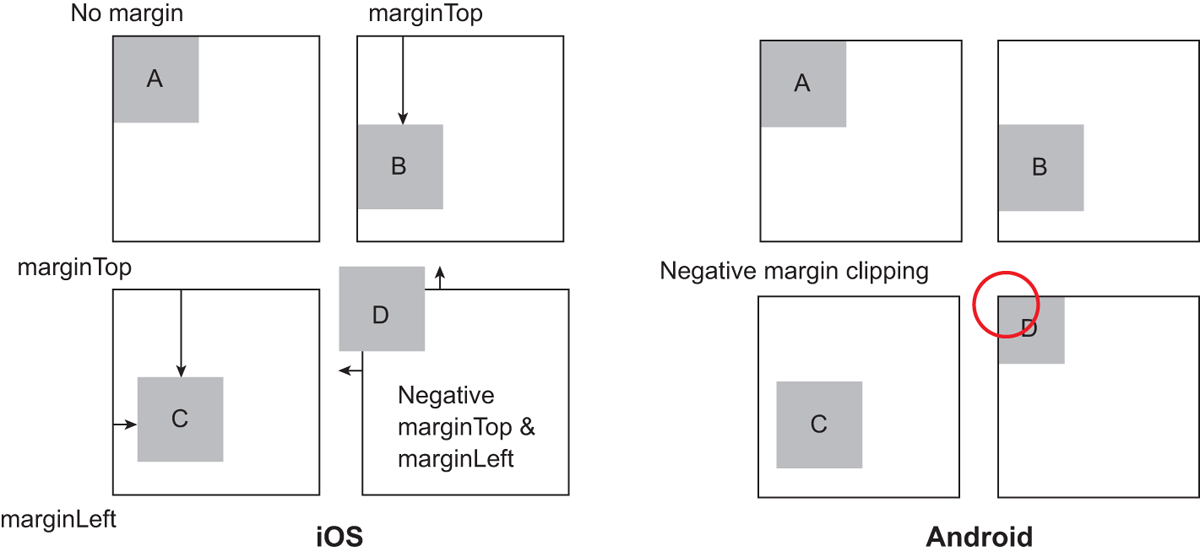 No margin
marginTop
A
B
A
B
marginTop
D
C
Negative
marginTop &
marginLeft
marginLeft
iOS
Negative margin clipping
D
C
Android